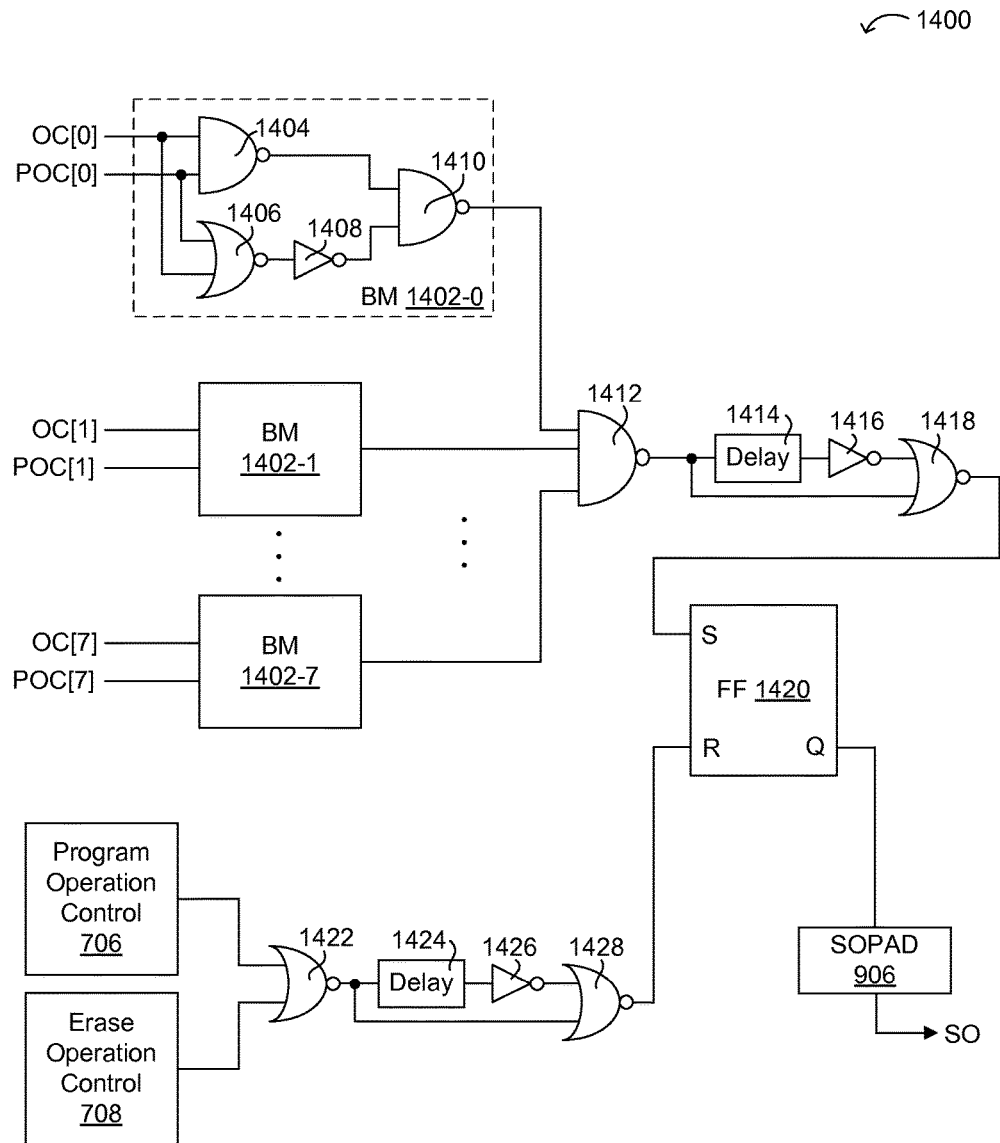 1400
OC[0]
POC[0]
1404
1406
1408
1410
BM 1402-0
OC[1]
POC[1]
BM
1402-1
OC[7]
POC[7]
BM
1402-7
1412
1414
Delay
1416
1418
S
FF 1420
R
Q
Program
Operation
Control
706
Erase
Operation
Control
708
1422
1424
Delay
1426
1428
SOPAD
906
SO